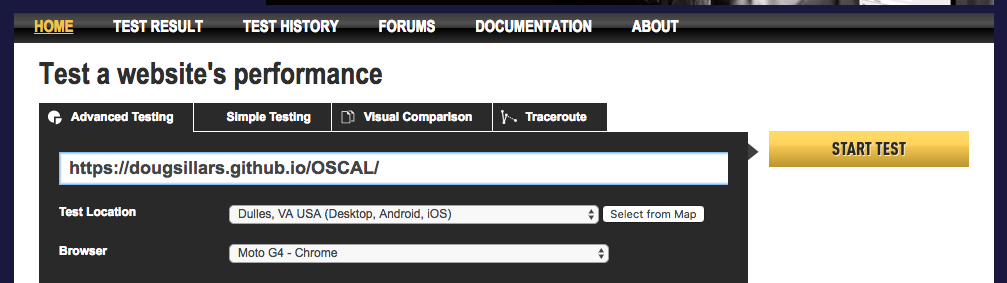 HOME TEST RESULT TEST HISTORY FORUMS DOCUMENTATION ABOUT
Test a website's performance
Advanced Testing Simple Testing Visual Comparison Traceroute
https://dougsillars.github.io/OSCAL/
START TEST
Test Location Dulles, VA USA (Desktop, Android, iOS) Select from Map
Browser Moto G4 - Chrome